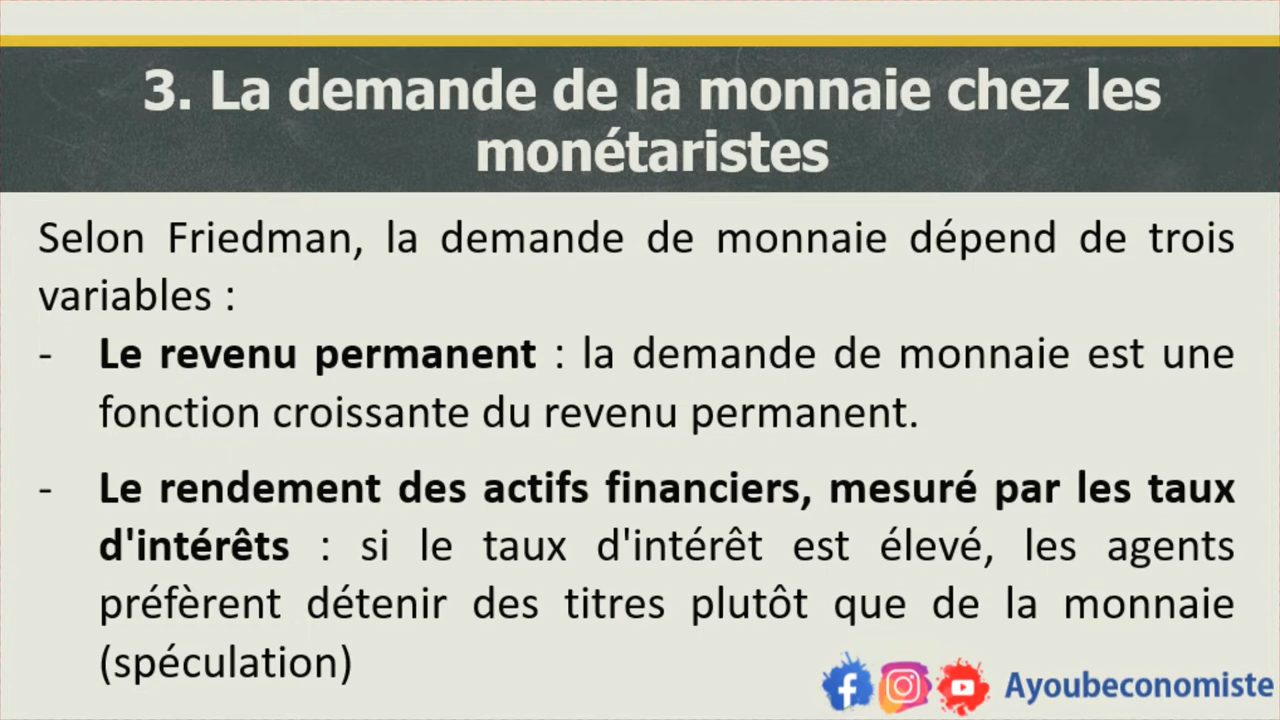 3. La demande de la monnaie chez les
monétaristes
Selon Friedman, la demande de monnaie dépend de trois
variables :
- Le revenu permanent : la demande de monnaie est une
fonction croissante du revenu permanent.
- Le rendement des actifs financiers, mesuré par les taux
d'intérêts : si le taux d'intérêt est élevé, les agents
préfèrent détenir des titres plutôt que de la monnaie
(spéculation)
Ayoubeconomiste